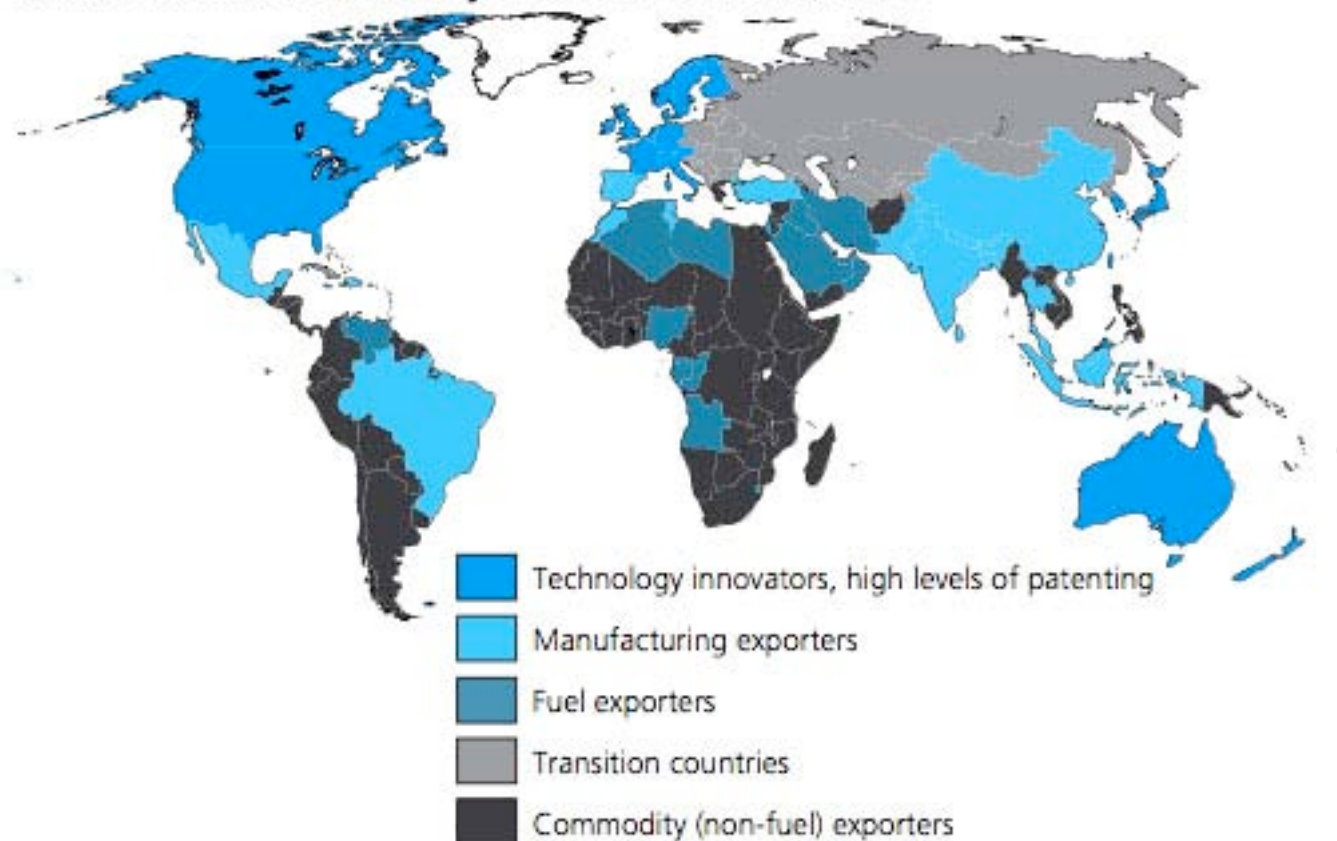 Technology innovators, high levels of patenting
Manufacturing exporters
Fuel exporters
Transition countries
Commodity (non-fuel) exporters